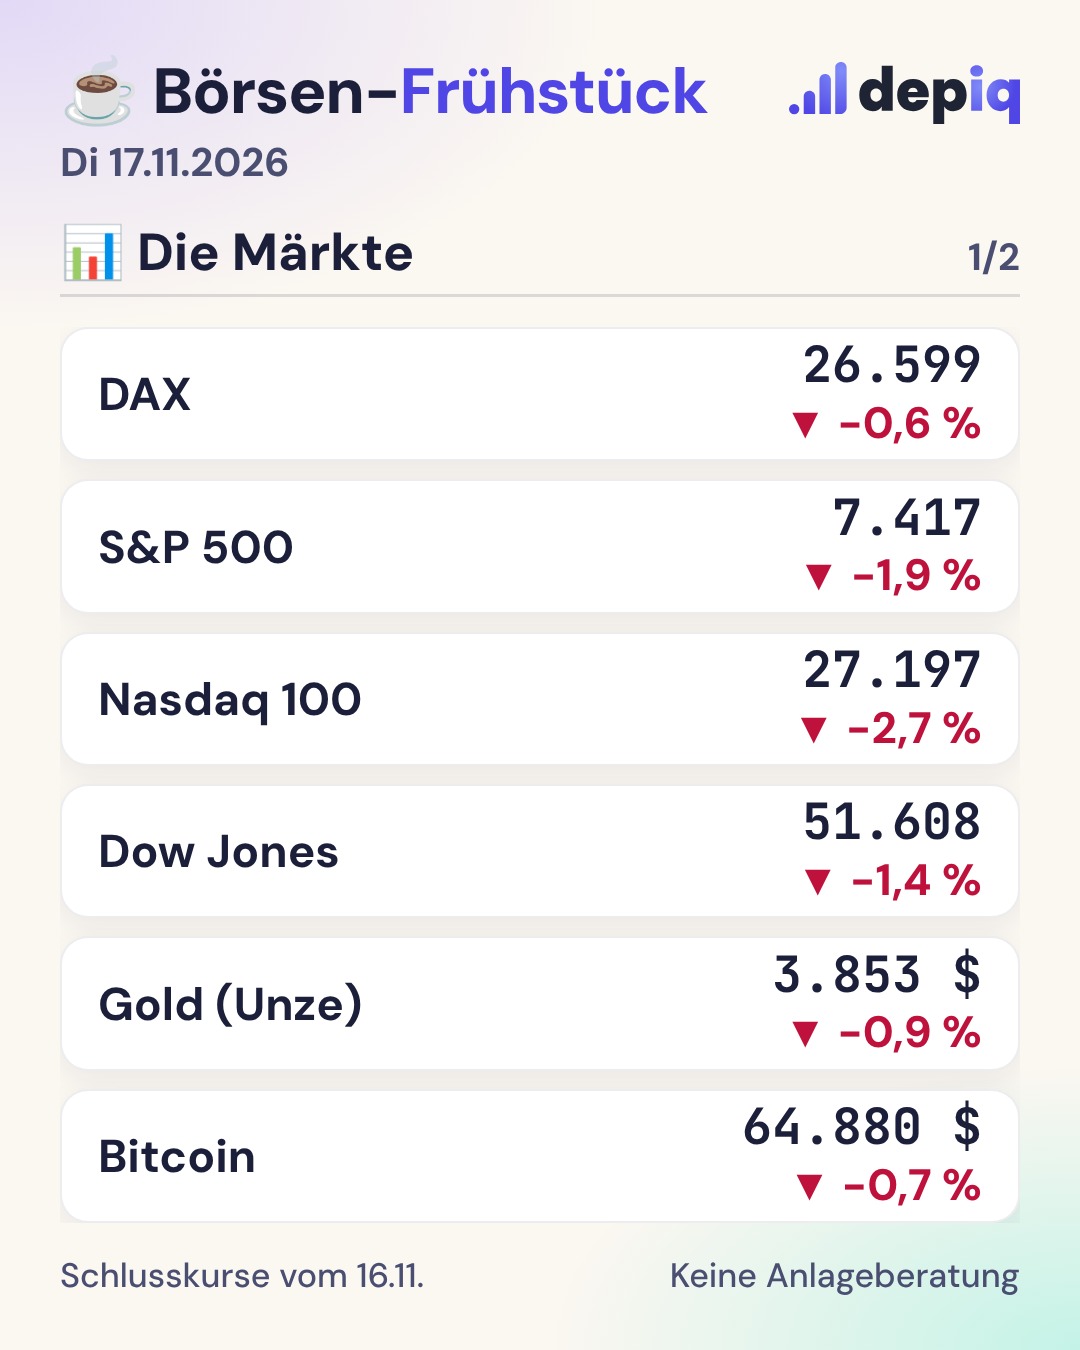 Börsen-Frühstück
depiq
Di 17.11.2026
Die Märkte
1/2
DAX
26.599
▼ -0,6 %
S&P 500
7.417
▼ -1,9 %
Nasdaq 100
27.197
▼ -2,7 %
Dow Jones
51.608
▼ -1,4 %
Gold (Unze)
3.853 $
▼ -0,9 %
Bitcoin
64.880 $
▼ -0,7 %
Schlusskurse vom 16.11.
Keine Anlageberatung